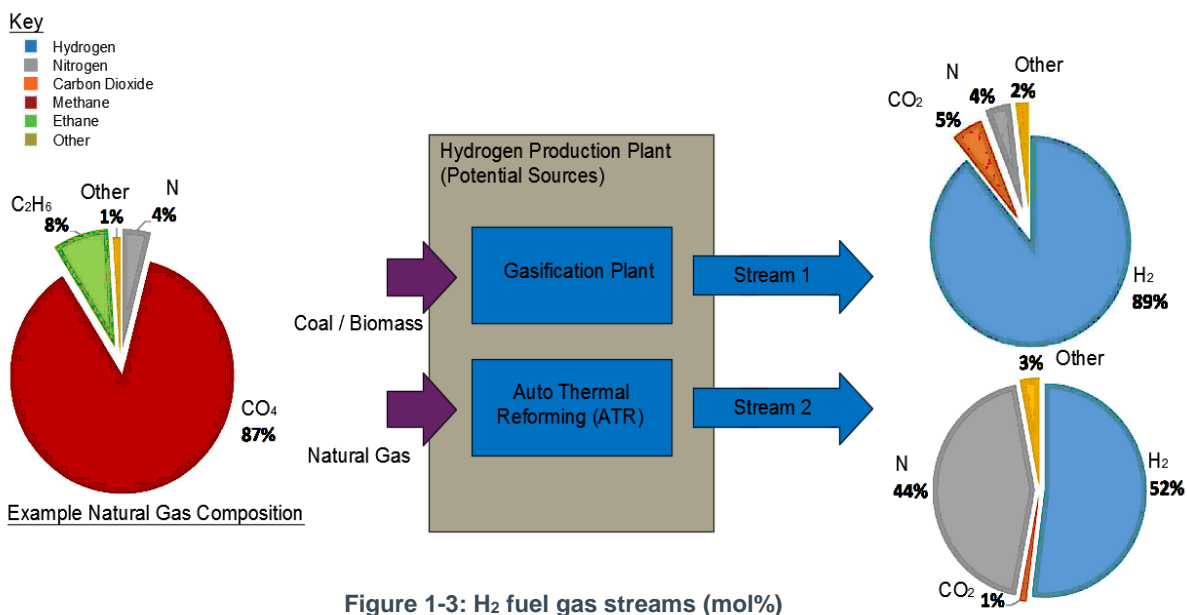 Key
Hydrogen
Nitrogen
Carbon Dioxide
Methane
Ethane
Other
C₂H₆
8%
Other
1%
N
4%
CO₄
87%
Example Natural Gas Composition
Hydrogen Production Plant
(Potential Sources)
Coal / Biomass
Gasification Plant
Stream 1
Natural Gas
Auto Thermal
Reforming (ATR)
Stream 2
CO₂
5%
N
4%
Other
2%
H₂
89%
Other
3%
N
44%
H₂
52%
CO₂
1%
Figure 1-3: H₂ fuel gas streams (mol%)